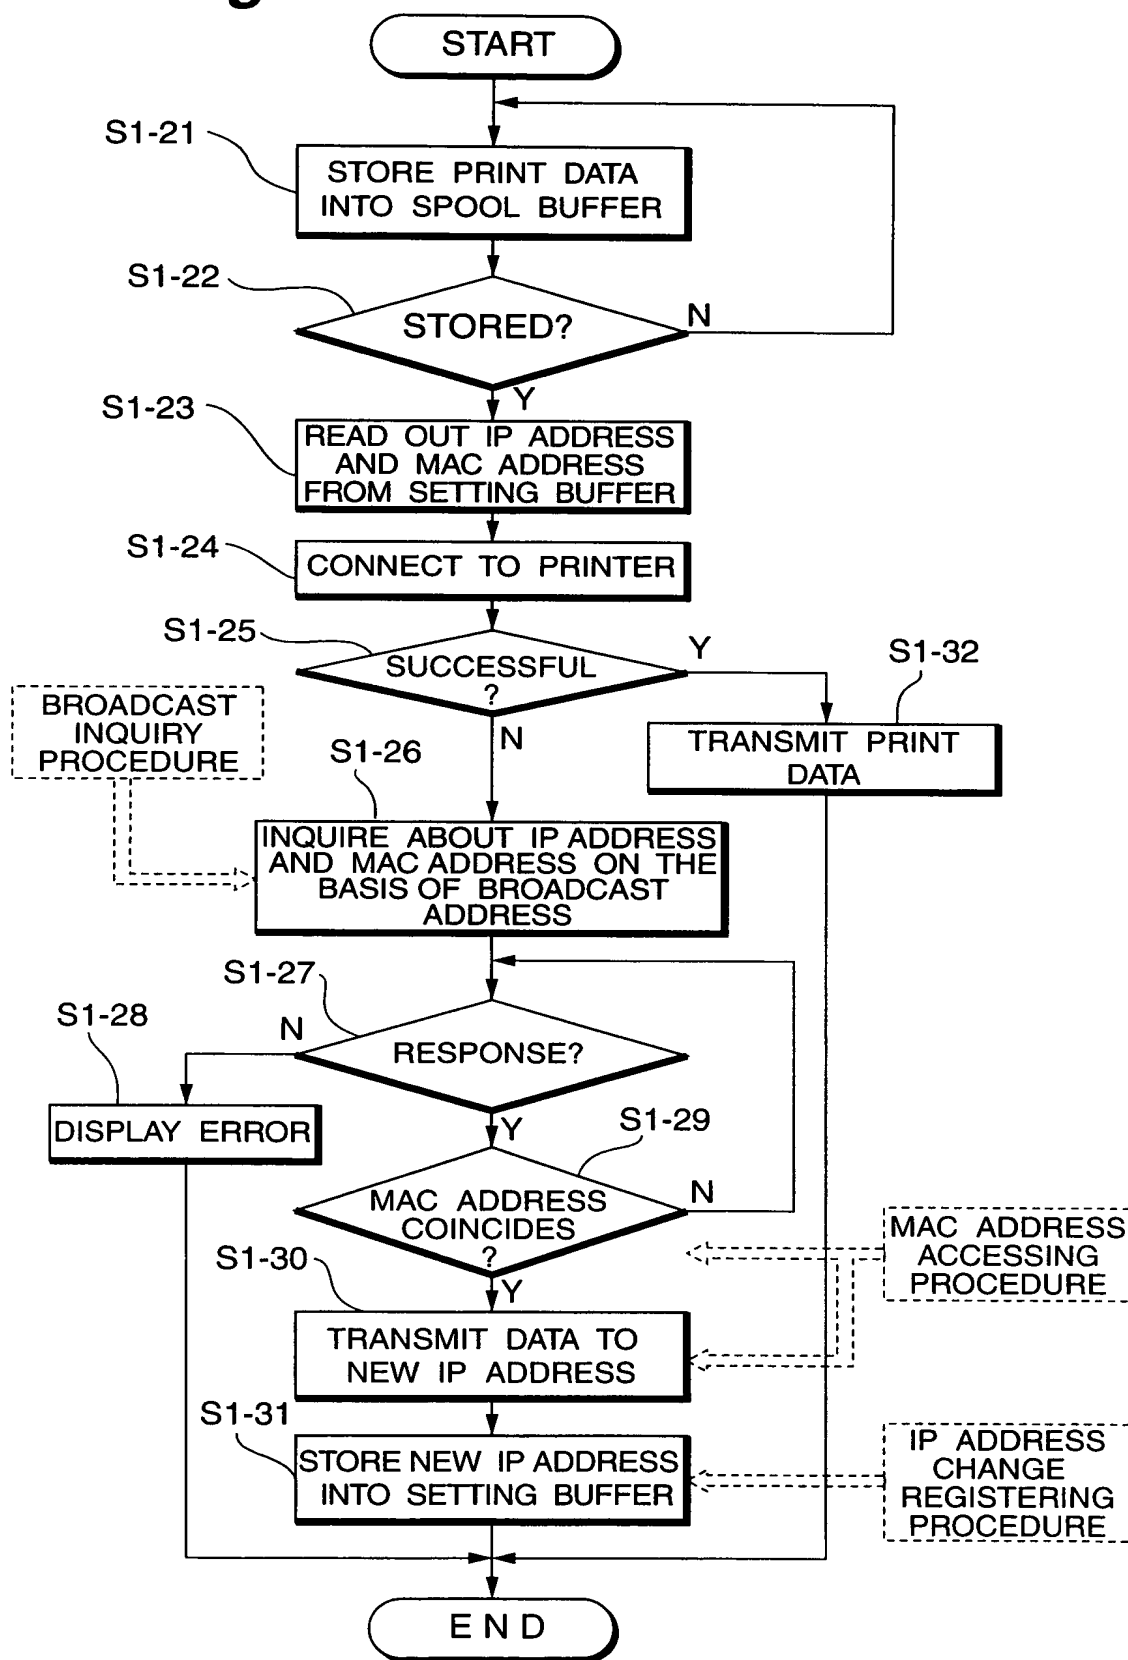 START
S1-21
STORE PRINT DATA
INTO SPOOL BUFFER
S1-22
STORED?
N
Y
S1-23
READ OUT IP ADDRESS
AND MAC ADDRESS
FROM SETTING BUFFER
S1-24
CONNECT TO PRINTER
S1-25
SUCCESSFUL
?
Y
S1-32
N
TRANSMIT PRINT
DATA
BROADCAST
INQUIRY
PROCEDURE
S1-26
INQUIRE ABOUT IP ADDRESS
AND MAC ADDRESS ON THE
BASIS OF BROADCAST
ADDRESS
S1-27
S1-28
N
RESPONSE?
DISPLAY ERROR
Y
S1-29
MAC ADDRESS
COINCIDES
?
N
MAC ADDRESS
ACCESSING
PROCEDURE
S1-30
Y
TRANSMIT DATA TO
NEW IP ADDRESS
S1-31
STORE NEW IP ADDRESS
INTO SETTING BUFFER
IP ADDRESS
CHANGE
REGISTERING
PROCEDURE
END